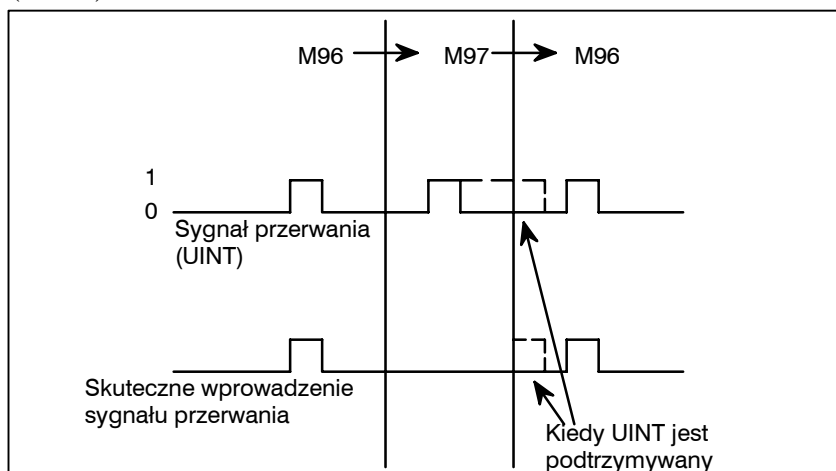 M96 M97 M96
1
0
Sygnał przerwania
(UINT)
Skuteczne wprowadzenie
sygnału przerwania
Kiedy UINT jest
podtrzymywany